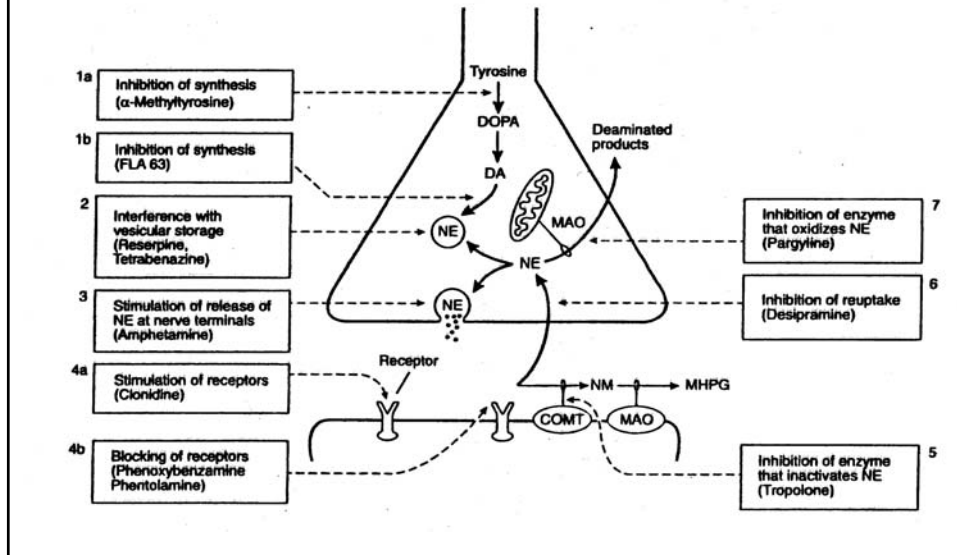 Tyrosine
1a
Inhibition of synthesis
(α-Methyltyrosine)
DOPA
Deaminated
products
1b
Inhibition of synthesis
(FLA 63)
DA
2
Interference with
vesicular storage
(Reserpine,
Tetrabenazine)
NE
MAO
7
Inhibition of enzyme
that oxidizes NE
(Pargyline)
NE
3
Stimulation of release of
NE at nerve terminals
(Amphetamine)
NE
6
Inhibition of reuptake
(Desipramine)
Receptor
4a
Stimulation of receptors
(Clonidine)
NM
MHPG
COMT
MAO
4b
Blocking of receptors
(Phenoxybenzamine
Phentolamine)
5
Inhibition of enzyme
that inactivates NE
(Tropolone)